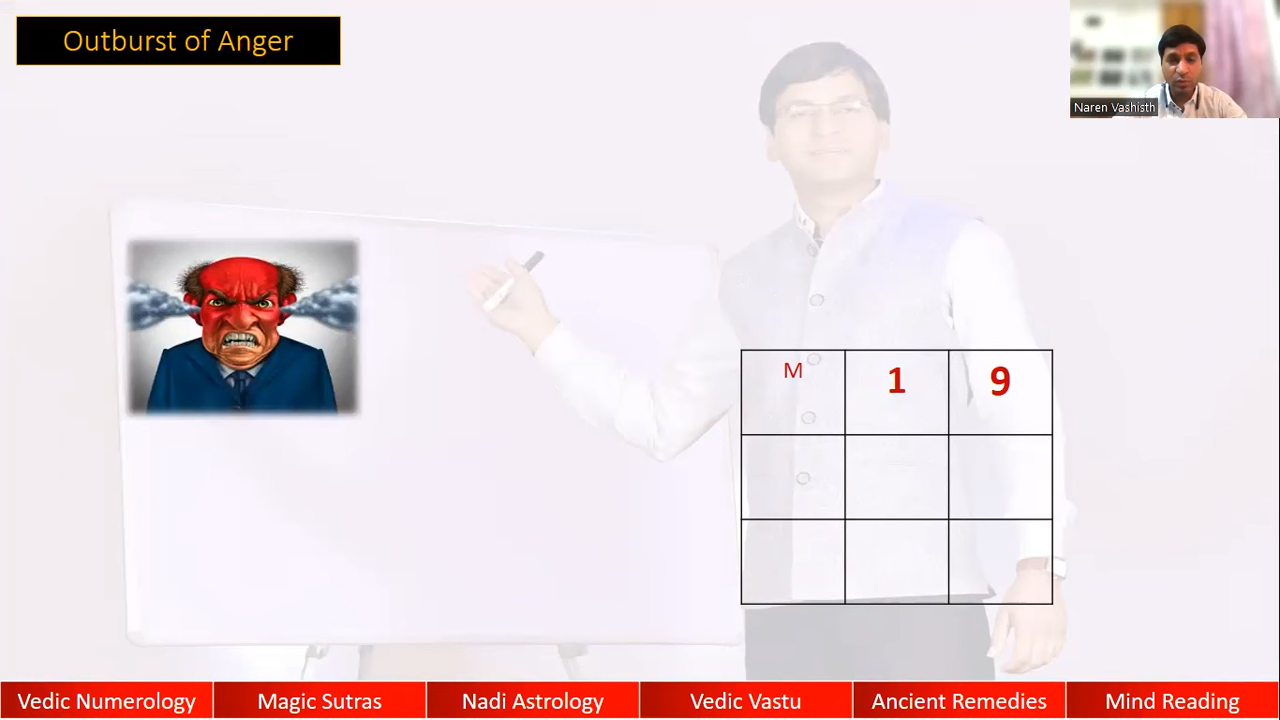 Outburst of Anger
Naren Vashisth
M 1 9
Vedic Numerology Magic Sutras Nadi Astrology Vedic Vastu Ancient Remedies Mind Reading